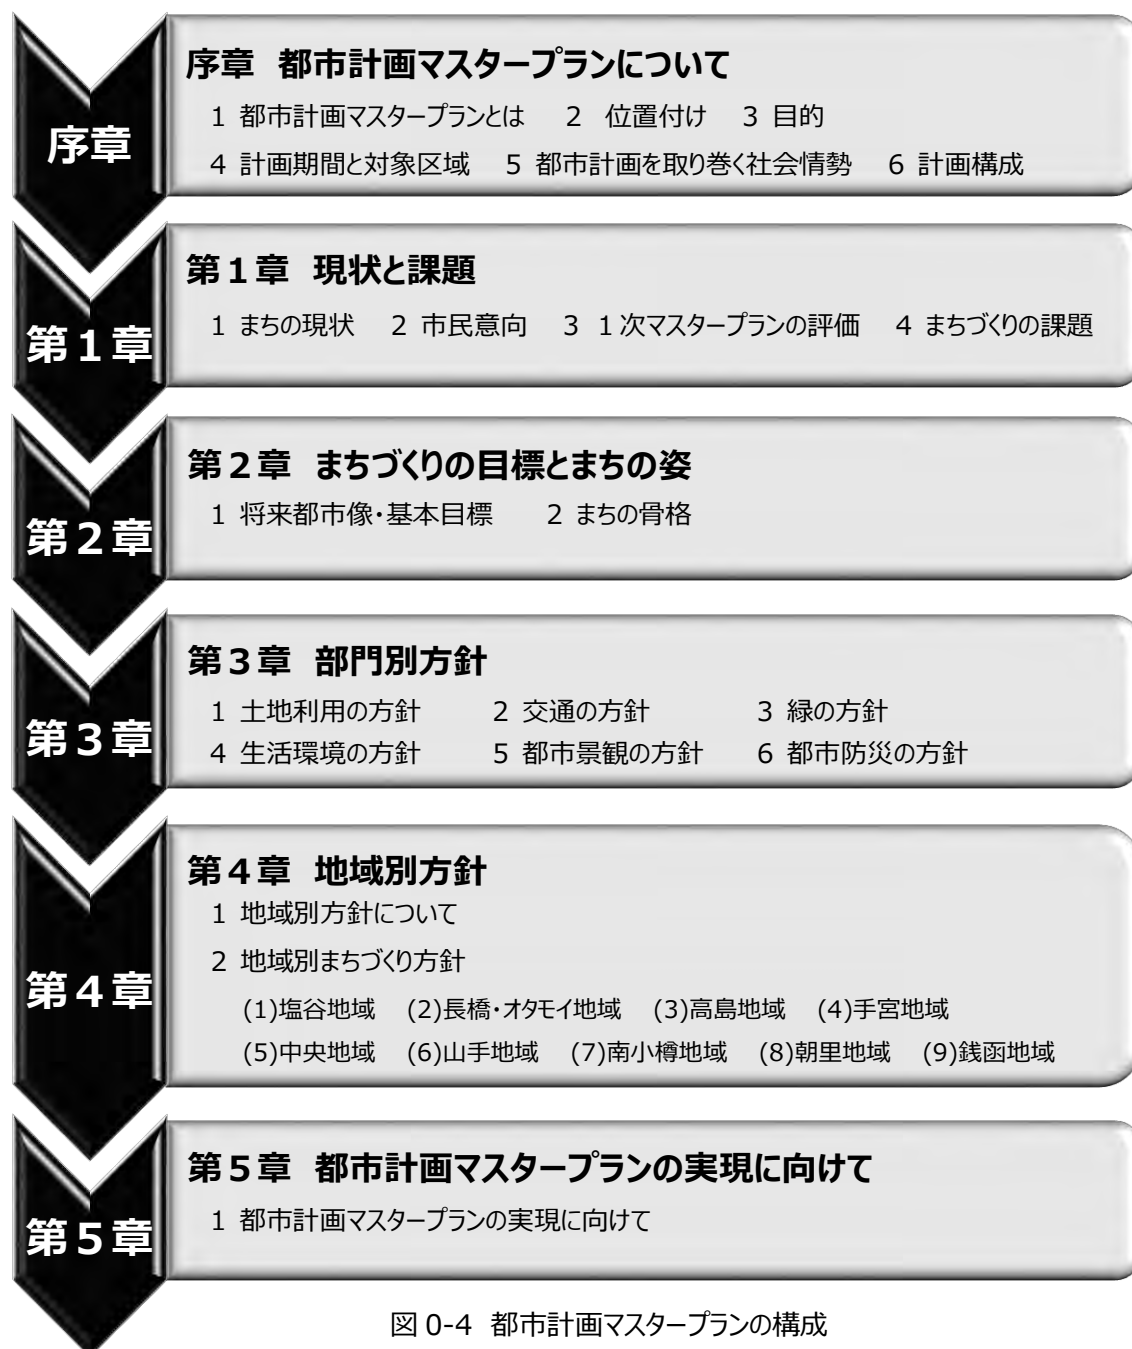 序章
序章 都市計画マスタープランについて
1 都市計画マスタープランとは 2 位置付け 3 目的
4 計画期間と対象区域 5 都市計画を取り巻く社会情勢 6 計画構成
第1章
第1章 現状と課題
1 まちの現状 2 市民意向 3 1次マスタープランの評価 4 まちづくりの課題
第2章
第2章 まちづくりの目標とまちの姿
1 将来都市像・基本目標 2 まちの骨格
第3章
第3章 部門別方針
1 土地利用の方針 2 交通の方針 3 緑の方針
4 生活環境の方針 5 都市景観の方針 6 都市防災の方針
第4章
第4章 地域別方針
1 地域別方針について
2 地域別まちづくり方針
(1)塩谷地域 (2)長橋・オタモイ地域 (3)高島地域 (4)手宮地域
(5)中央地域 (6)山手地域 (7)南小樽地域 (8)朝里地域 (9)銭函地域
第5章
第5章 都市計画マスタープランの実現に向けて
1 都市計画マスタープランの実現に向けて
図 0-4 都市計画マスタープランの構成